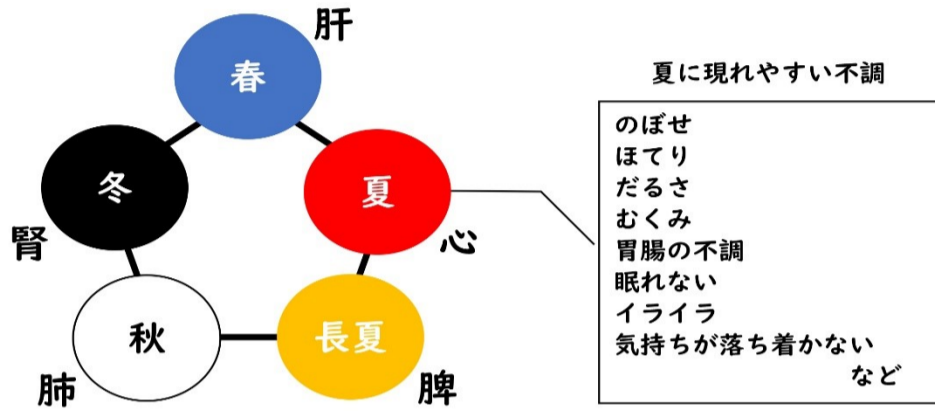 肝
春
冬
夏
腎
心
秋
長夏
肺
脾
夏に現れやすい不調
のぼせ
ほてり
だるさ
むくみ
胃腸の不調
眠れない
イライラ
気持ちが落ち着かない
など